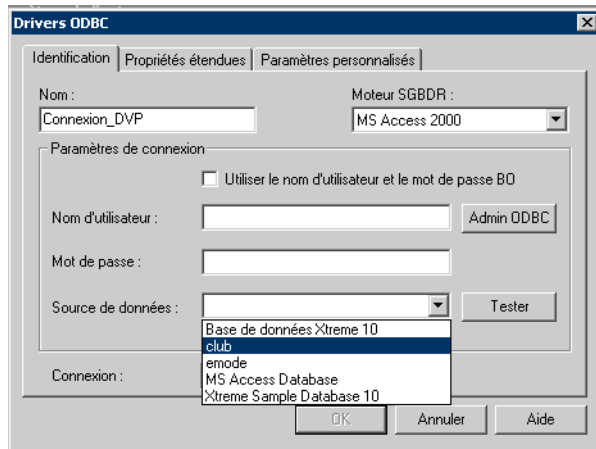 Drivers ODBC
Identification Propriétés étendues Paramètres personnalisés
Nom : Moteur SGBDR :
Connexion_DVP MS Access 2000
Paramètres de connexion
Utiliser le nom d'utilisateur et le mot de passe BO
Nom d'utilisateur : Admin ODBC
Mot de passe :
Source de données : Tester
Base de données Xtreme 10
club
emode
MS Access Database
Xtreme Sample Database 10
Connexion :
OK Annuler Aide